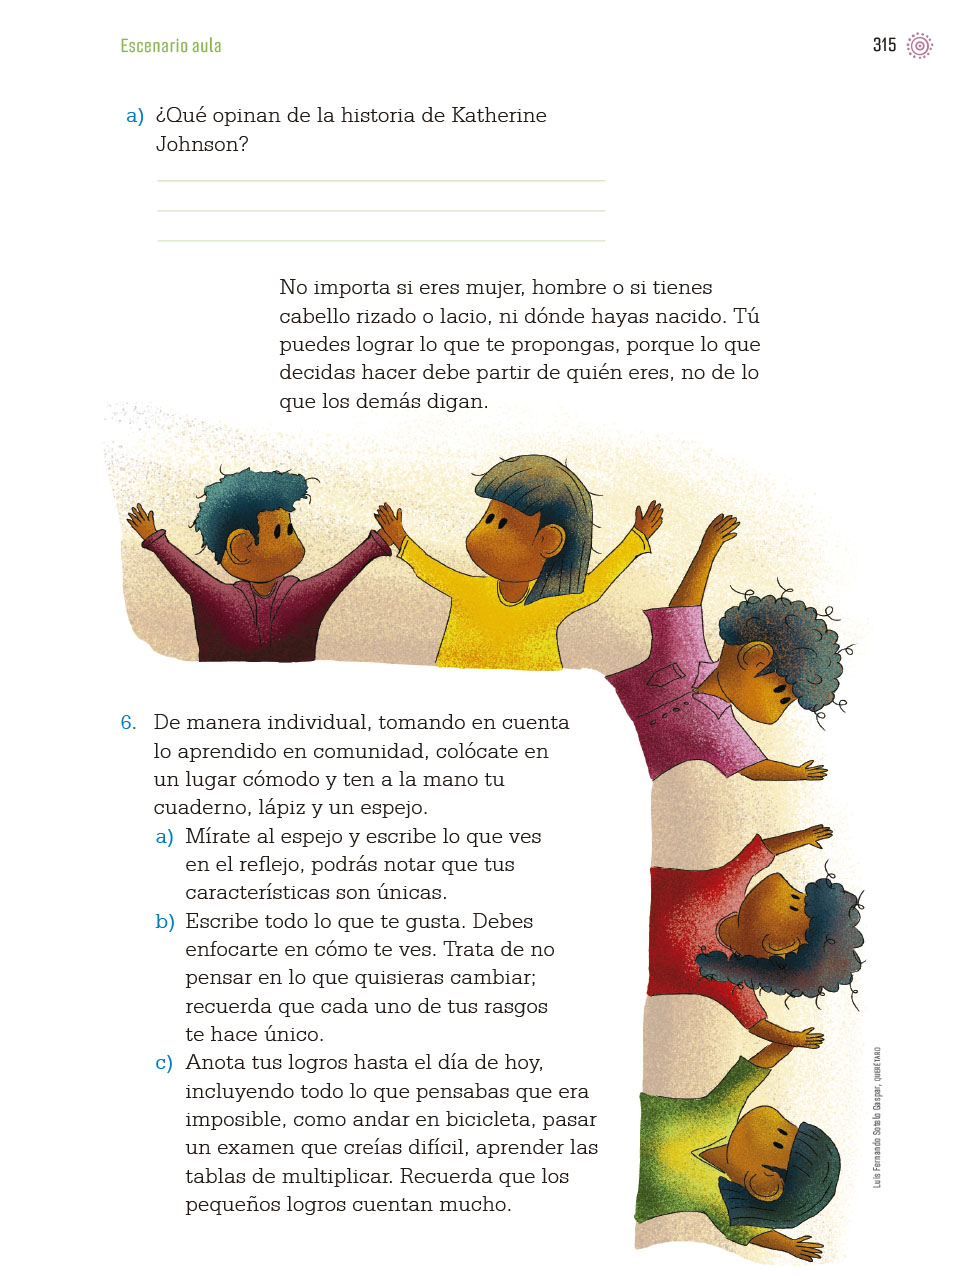 Escenario aula
315
a) ¿Qué opinan de la historia de Katherine
Johnson?
No importa si eres mujer, hombre o si tienes
cabello rizado o lacio, ni dónde hayas nacido. Tú
puedes lograr lo que te propongas, porque lo que
decidas hacer debe partir de quién eres, no de lo
que los demás digan.
6. De manera individual, tomando en cuenta
lo aprendido en comunidad, colócate en
un lugar cómodo y ten a la mano tu
cuaderno, lápiz y un espejo.
a) Mírate al espejo y escribe lo que ves
en el reflejo, podrás notar que tus
características son únicas.
b) Escribe todo lo que te gusta. Debes
enfocarte en cómo te ves. Trata de no
pensar en lo que quisieras cambiar;
recuerda que cada uno de tus rasgos
te hace único.
c) Anota tus logros hasta el día de hoy,
incluyendo todo lo que pensabas que era
imposible, como andar en bicicleta, pasar
un examen que creías difícil, aprender las
tablas de multiplicar. Recuerda que los
pequeños logros cuentan mucho.
Luis Fernando Sotelo Gaspar, QUERÉTARO